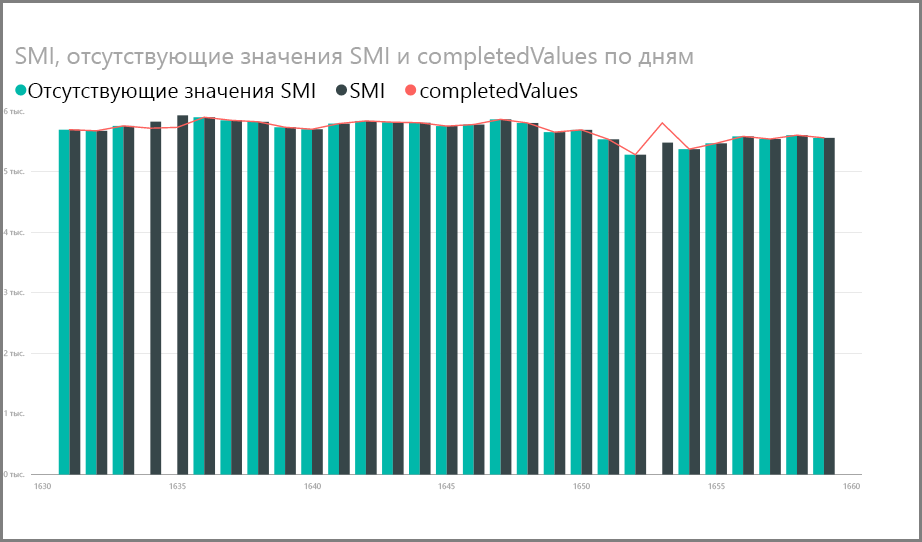 SMI, отсутствующие значения SMI и completedValues по дням
Отсутствующие значения SMI SMI completedValues
6 тыс.
5 тыс.
4 тыс.
3 тыс.
2 тыс.
1 тыс.
0 тыс.
1630 1635 1640 1645 1650 1655 1660